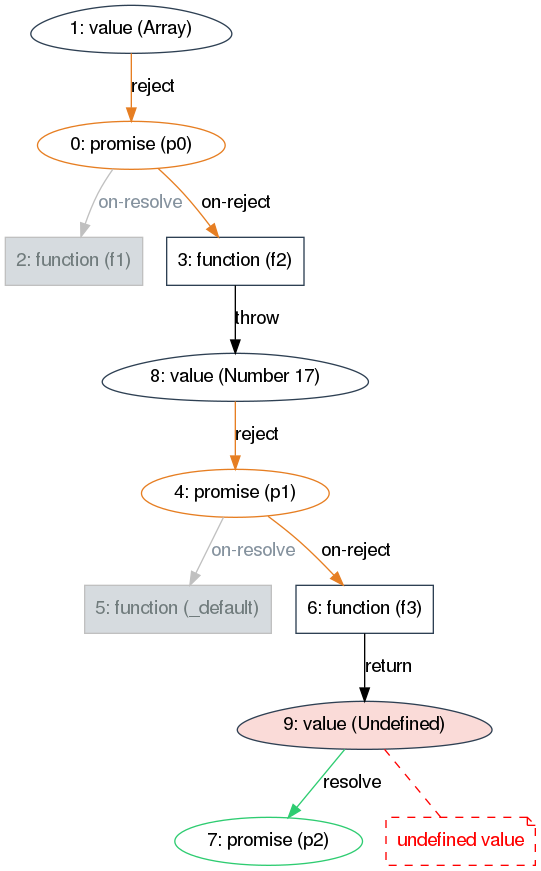 1: value (Array)
reject
0: promise (p0)
on-resolve
on-reject
2: function (f1)
3: function (f2)
throw
8: value (Number 17)
reject
4: promise (p1)
on-resolve
on-reject
5: function (_default)
6: function (f3)
return
9: value (Undefined)
resolve
7: promise (p2)
undefined value